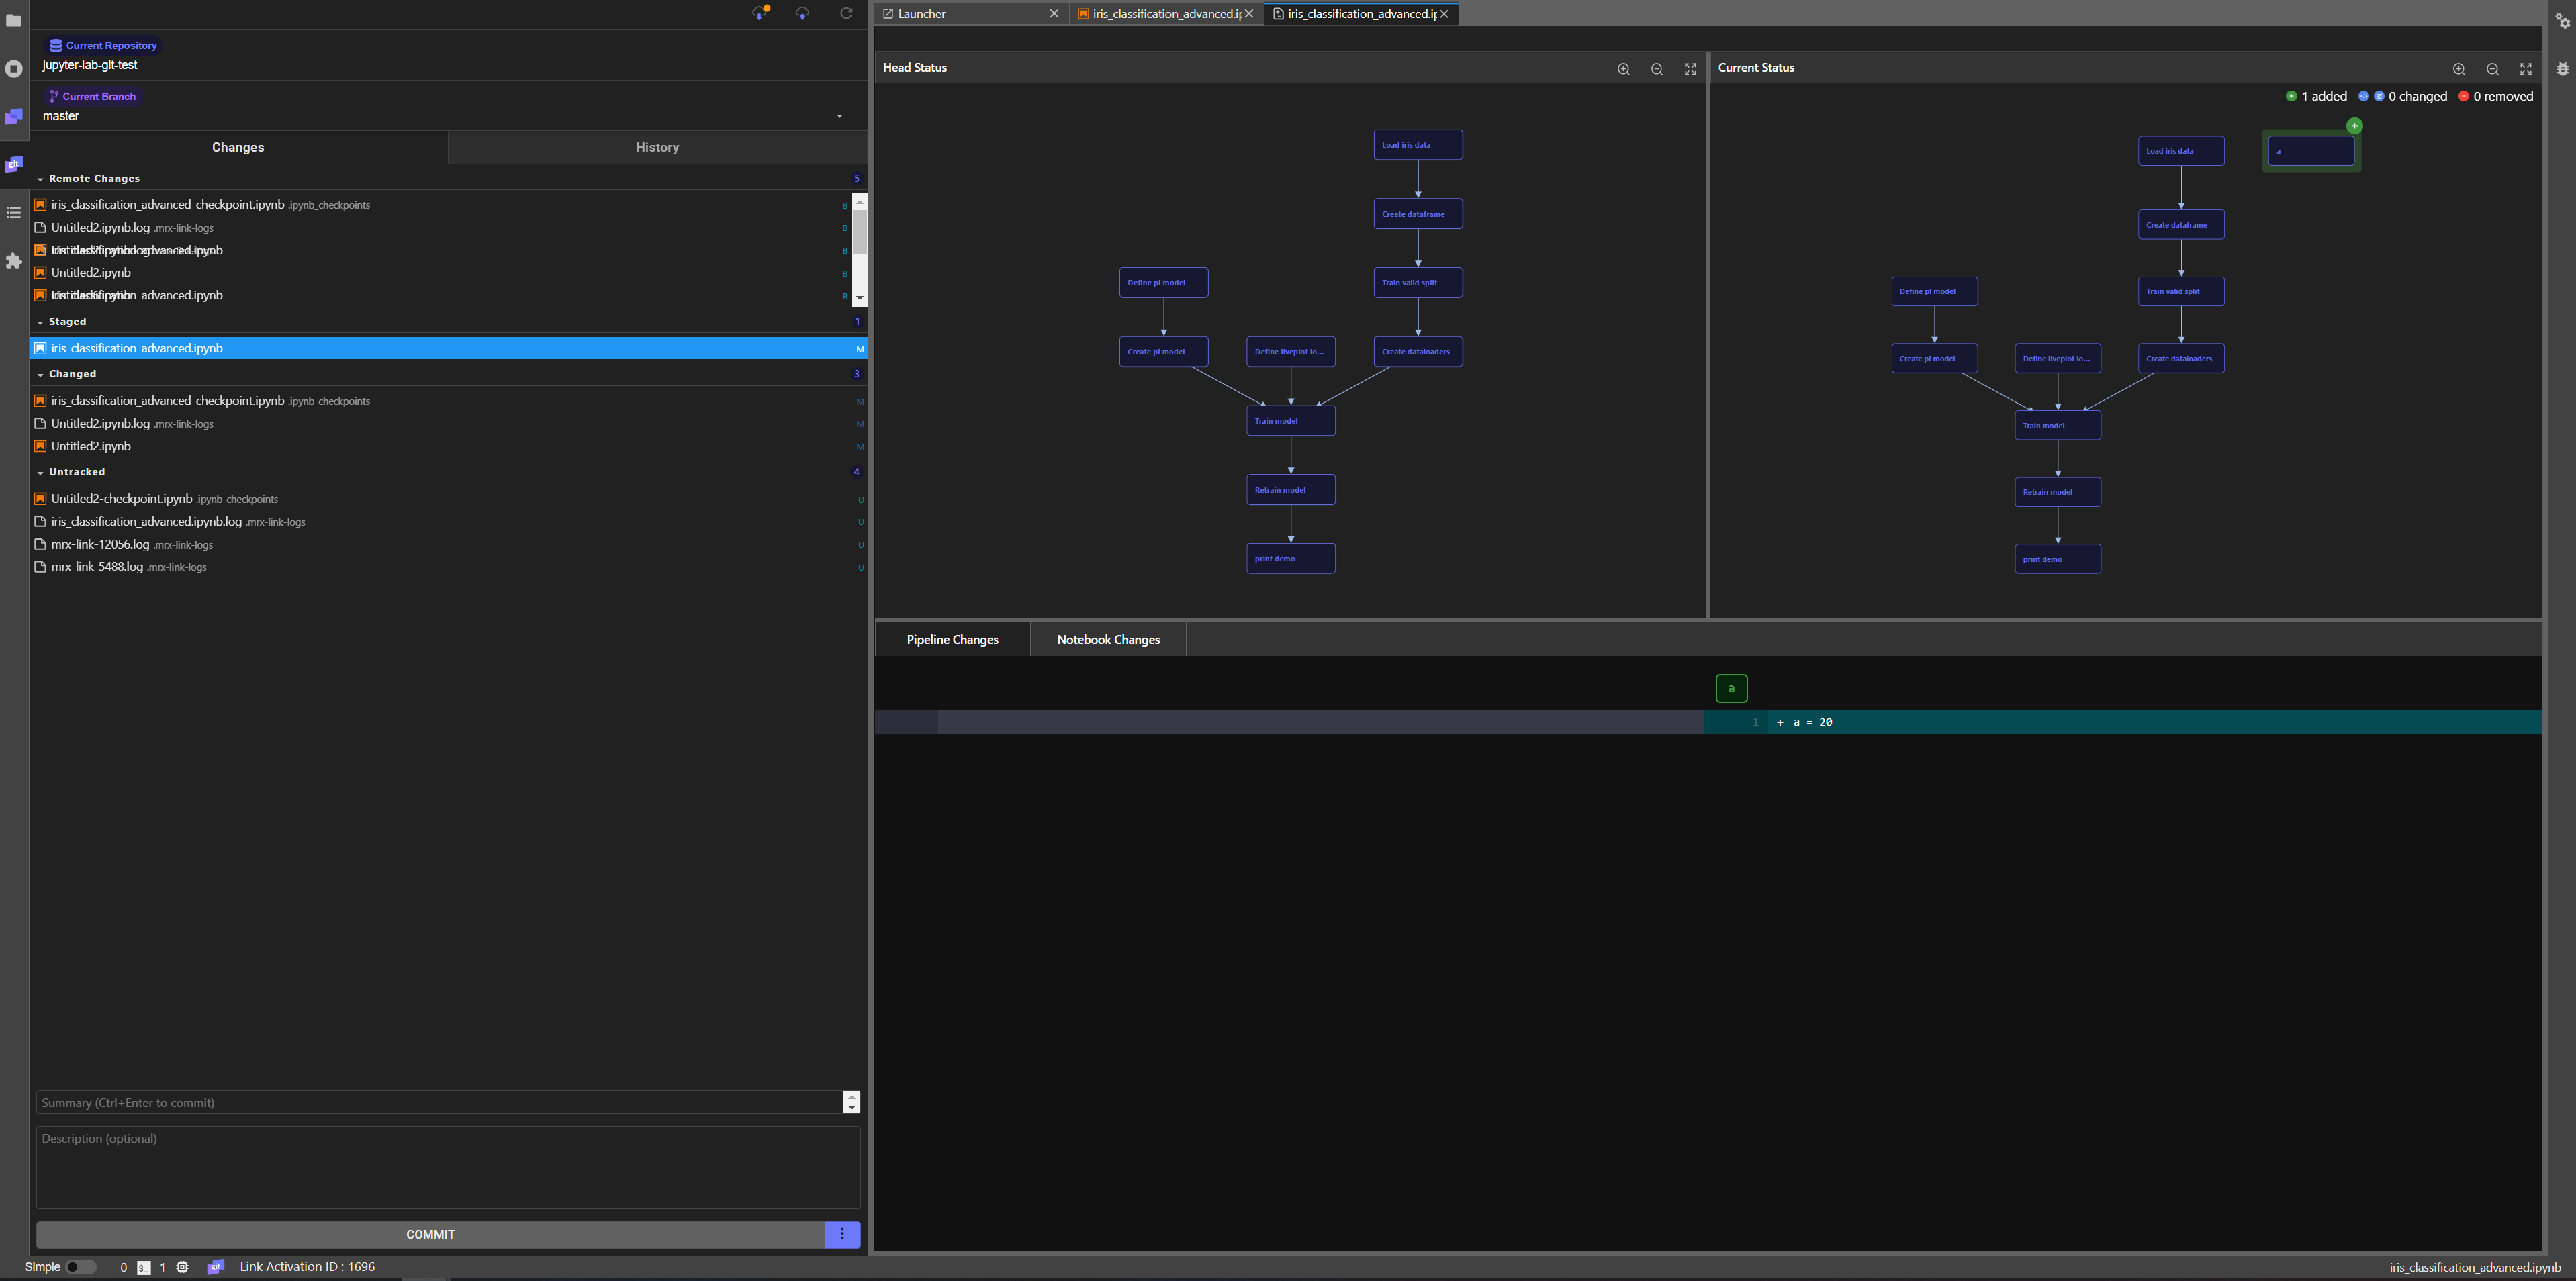 Launcher
iris_classification_advanced.ip
iris_classification_advanced.ip
Current Repository
jupyter-lab-git-test
Current Branch
master
Changes
History
Remote Changes 5
iris_classification_advanced-checkpoint.ipynb .ipynb_checkpoints B
Untitled2.ipynb.log .mrx-link-logs B
B
Untitled2.ipynb B
B
Staged 1
iris_classification_advanced.ipynb M
Changed 3
iris_classification_advanced-checkpoint.ipynb .ipynb_checkpoints M
Untitled2.ipynb.log .mrx-link-logs M
Untitled2.ipynb M
Untracked 4
Untitled2-checkpoint.ipynb .ipynb_checkpoints U
iris_classification_advanced.ipynb.log .mrx-link-logs U
mrx-link-12056.log .mrx-link-logs U
mrx-link-5488.log .mrx-link-logs U
Summary (Ctrl+Enter to commit)
Description (optional)
COMMIT
Head Status
Load iris data
Create dataframe
Define pl model
Train valid split
Create pl model
Define liveplot lo...
Create dataloaders
Train model
Retrain model
print demo
Current Status
1 added 0 changed 0 removed
Load iris data
a
Create dataframe
Define pl model
Train valid split
Create pl model
Define liveplot lo...
Create dataloaders
Train model
Retrain model
print demo
Pipeline Changes
Notebook Changes
a
1 + a = 20
Simple 0 $_ 1 git Link Activation ID : 1696
iris_classification_advanced.ipynb